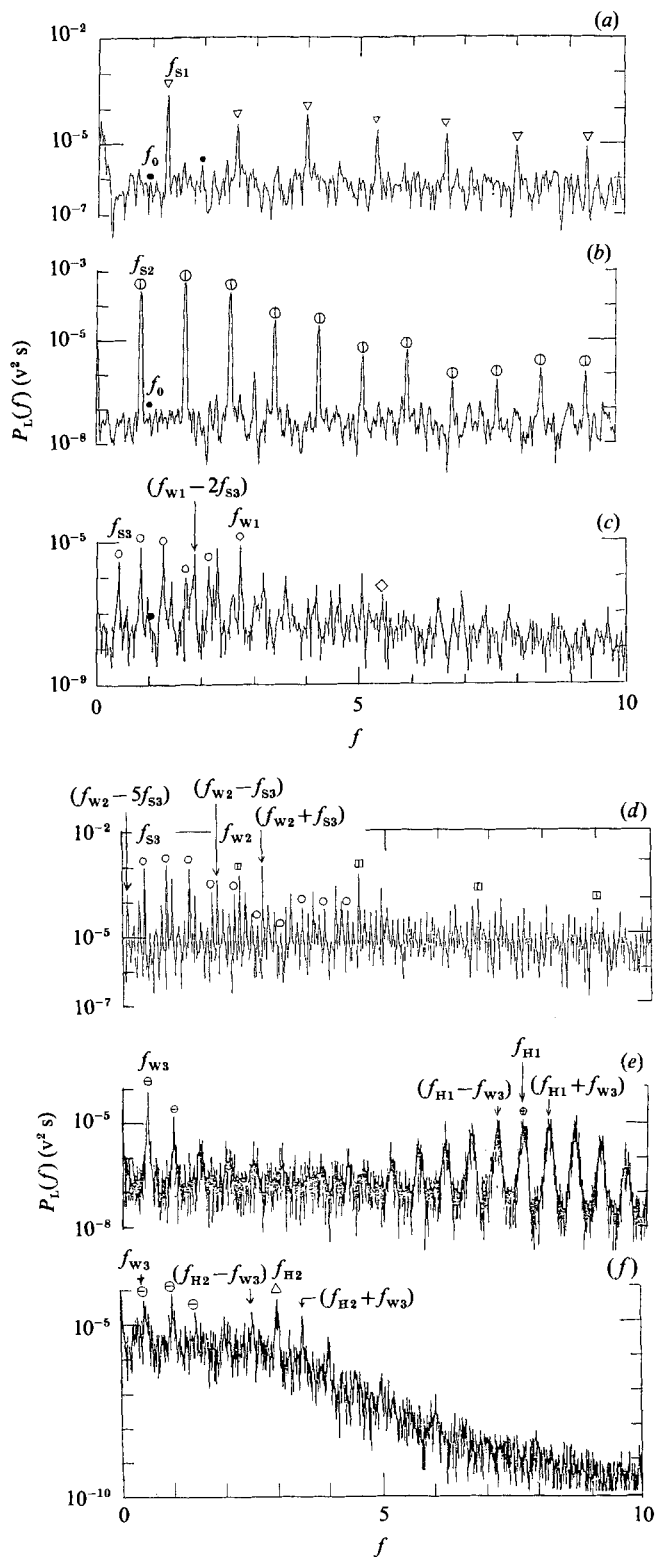 (a)
10⁻²
f_S1
10⁻⁵
f_0
10⁻⁷
(b)
10⁻³
f_S2
10⁻⁵
f_0
10⁻⁸
P_L(f) (v² s)
(f_W1 − 2f_S3)
(c)
10⁻⁵
f_S3
f_W1
10⁻⁹
0 5 10
f
(d)
(f_W2 − 5f_S3)
(f_W2 − f_S3)
(f_W2 + f_S3)
10⁻²
f_S3
f_W2
10⁻⁵
10⁻⁷
(e)
f_W3
f_H1
(f_H1 − f_W3)
(f_H1 + f_W3)
10⁻⁵
P_L(f) (v² s)
10⁻⁸
(f)
f_W3
(f_H2 − f_W3)
f_H2
(f_H2 + f_W3)
10⁻⁵
10⁻¹⁰
0 5 10
f